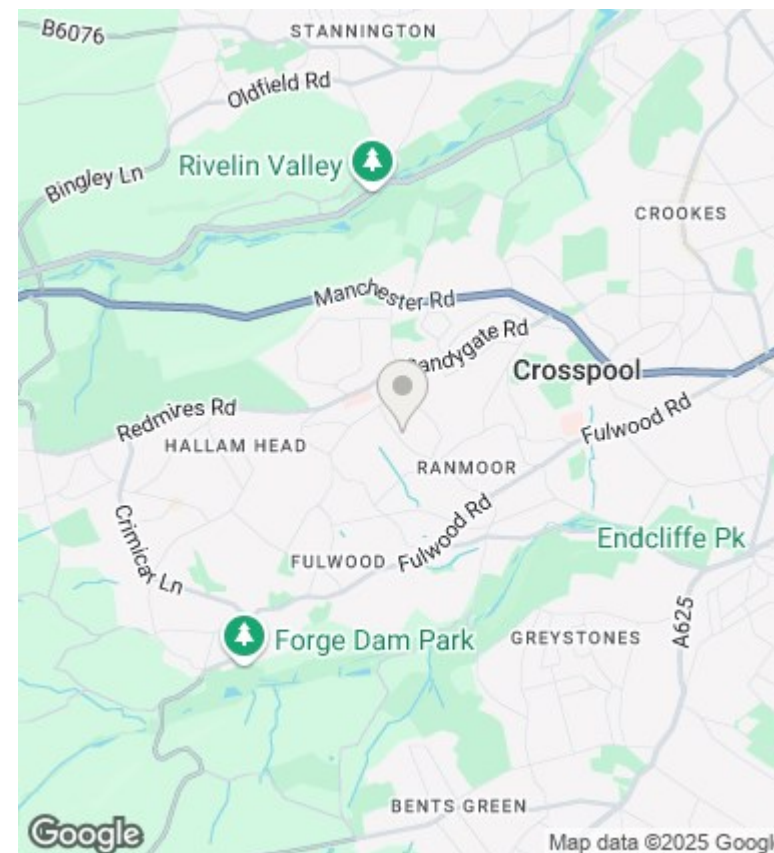 B6076
STANNINGTON
Oldfield Rd
Rivelin Valley
Bingley Ln
CROOKES
Manchester Rd
Sandygate Rd
Crosspool
Redmires Rd
HALLAM HEAD
Fulwood Rd
RANMOOR
Crimicar Ln
FULWOOD
Fulwood Rd
Endcliffe Pk
A625
Forge Dam Park
GREYSTONES
BENTS GREEN
Google
Map data ©2025 Googl